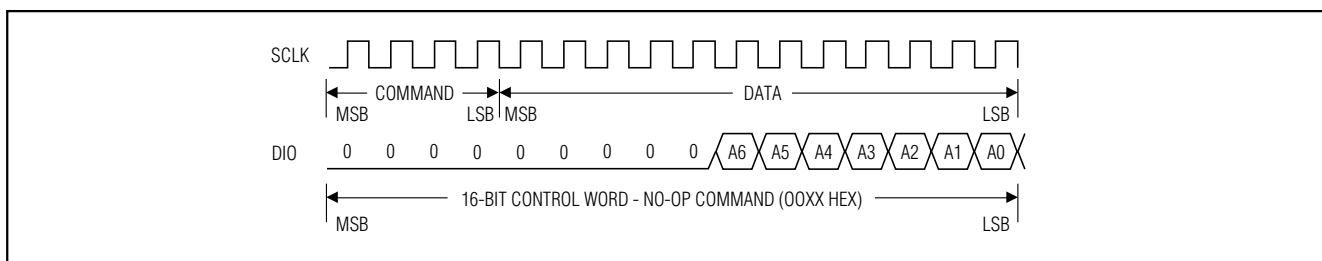 SCLK
COMMAND DATA
MSB LSB MSB LSB
DIO 0 0 0 0 0 0 0 0 0 A6 A5 A4 A3 A2 A1 A0
16-BIT CONTROL WORD - NO-OP COMMAND (00XX HEX)
MSB LSB